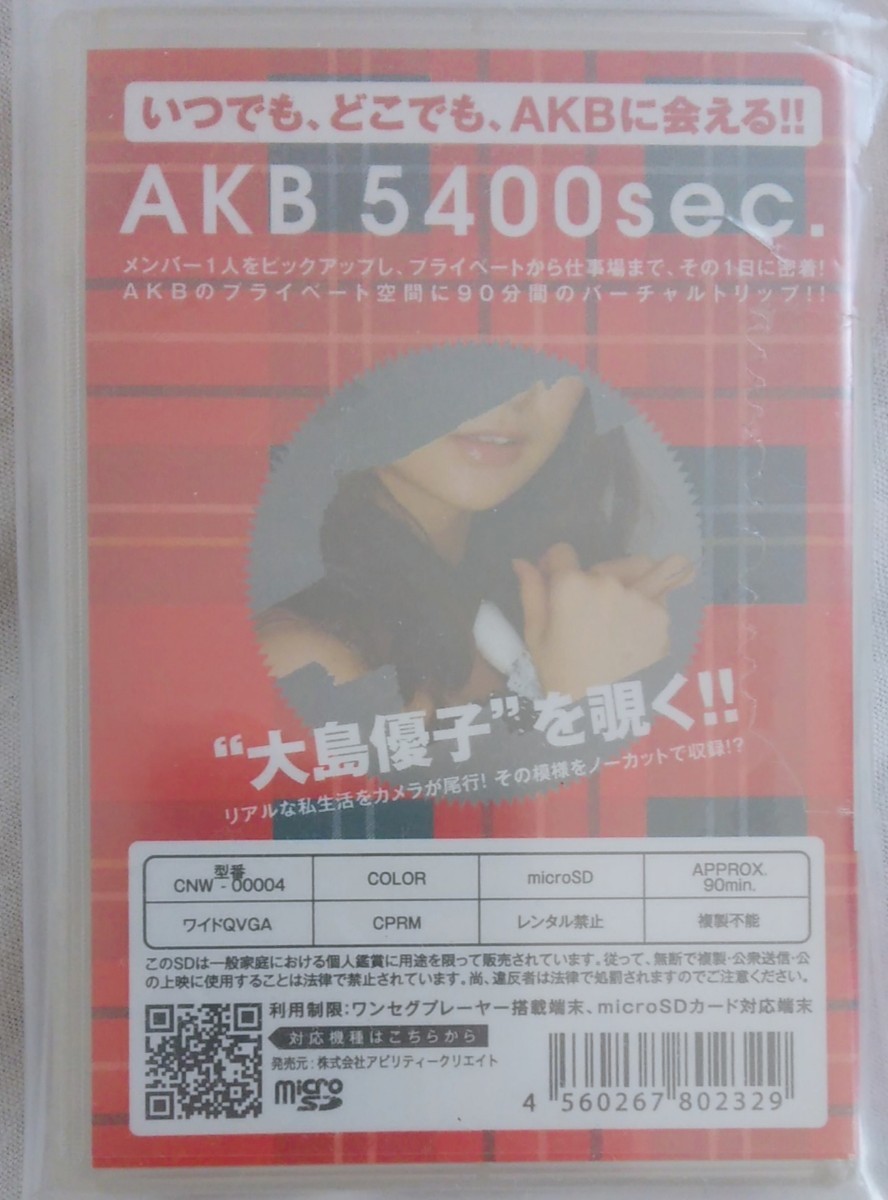 いつでも、どこでも、AKBに会える!!
AKB 5400sec.
メンバー1人をピックアップし、プライベートから仕事場まで、その1日に密着!
AKBのプライベート空間に90分間のバーチャルトリップ!!
“大島優子”を覗く!!
リアルな私生活をカメラが尾行! その模様をノーカットで収録!?
型番 CNW-00004 COLOR microSD APPROX. 90min.
ワイドQVGA CPRM レンタル禁止 複製不能
このSDは一般家庭における個人鑑賞に用途を限って販売されています。従って、無断で複製・公衆送信・公
の上映に使用することは法律で禁止されています。尚、違反者は法律で処罰されますのでご注意ください。
利用制限:ワンセグプレーヤー搭載端末、microSDカード対応端末
対応機種はこちらから
発売元:株式会社アビリティークリエイト
micro SD
4 560267 802329